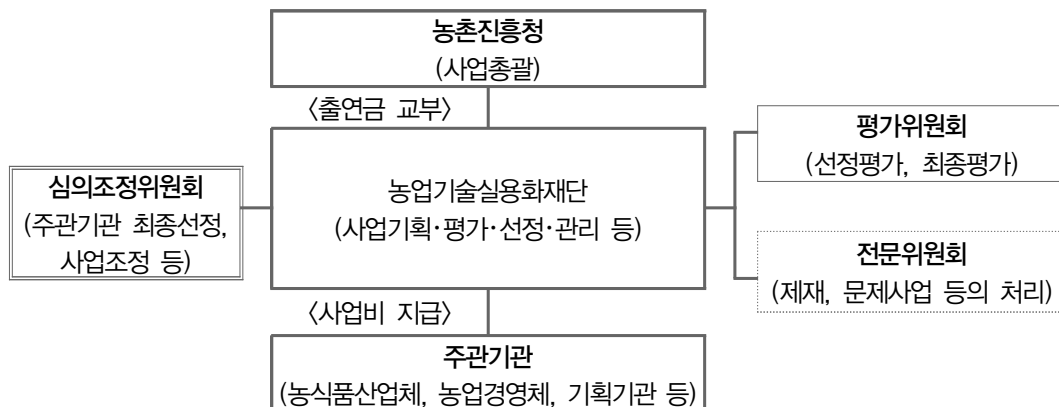 농촌진흥청
(사업총괄)
〈출연금 교부〉
평가위원회
(선정평가, 최종평가)
심의조정위원회
(주관기관 최종선정,
사업조정 등)
농업기술실용화재단
(사업기획·평가·선정·관리 등)
전문위원회
(제재, 문제사업 등의 처리)
〈사업비 지급〉
주관기관
(농식품산업체, 농업경영체, 기획기관 등)